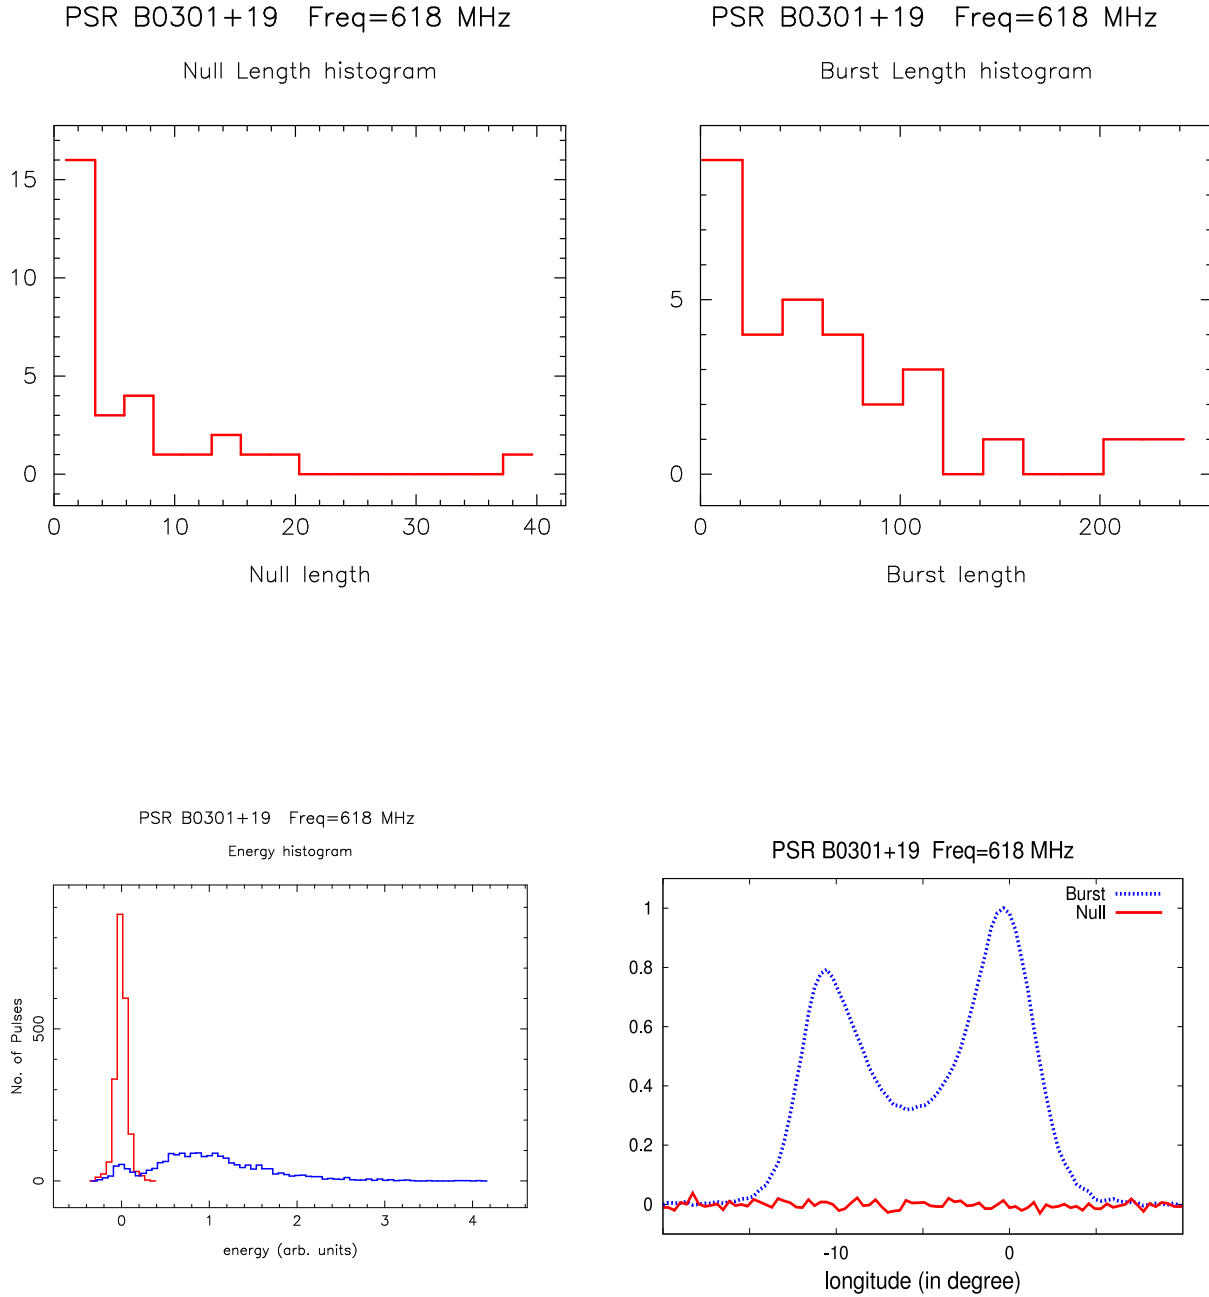 PSR B0301+19 Freq=618 MHz
Null Length histogram
15
10
5
0
0 10 20 30 40
Null length
PSR B0301+19 Freq=618 MHz
Burst Length histogram
5
0
0 100 200
Burst length
PSR B0301+19 Freq=618 MHz
Energy histogram
No. of Pulses
500
0
0 1 2 3 4
energy (arb. units)
PSR B0301+19 Freq=618 MHz
Burst
Null
1
0.8
0.6
0.4
0.2
0
-10 0
longitude (in degree)